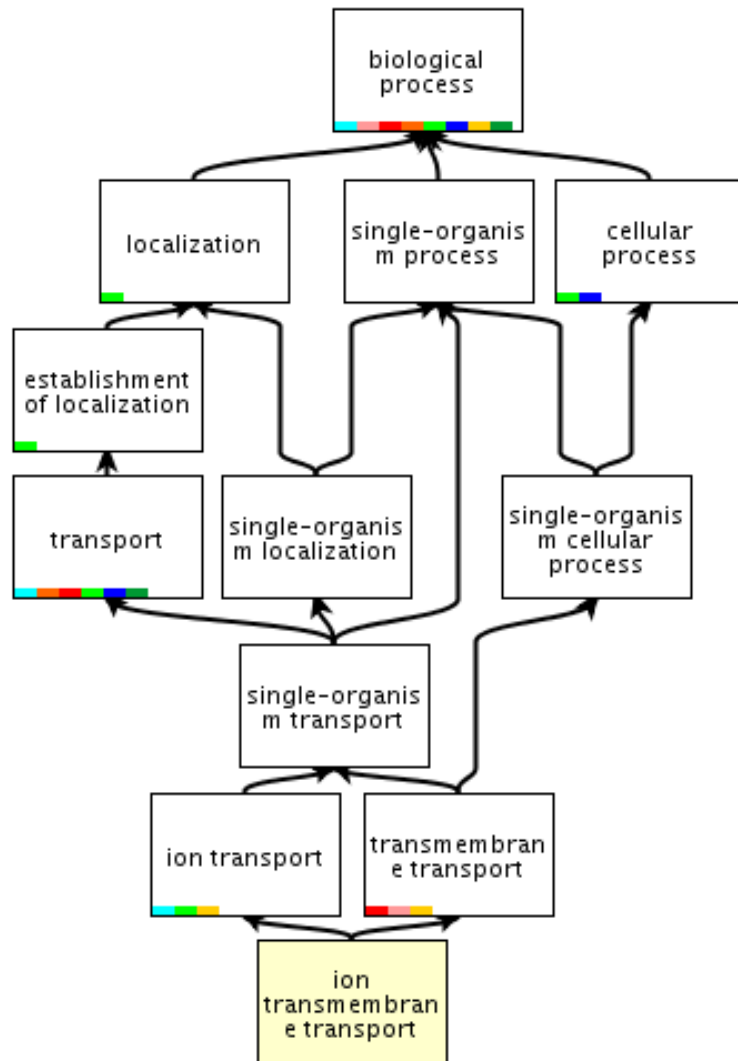 biological
process
localization
single-organis
m process
cellular
process
establishment
of localization
transport
single-organis
m localization
single-organis
m cellular
process
single-organis
m transport
ion transport
transmembran
e transport
ion
transmembran
e transport